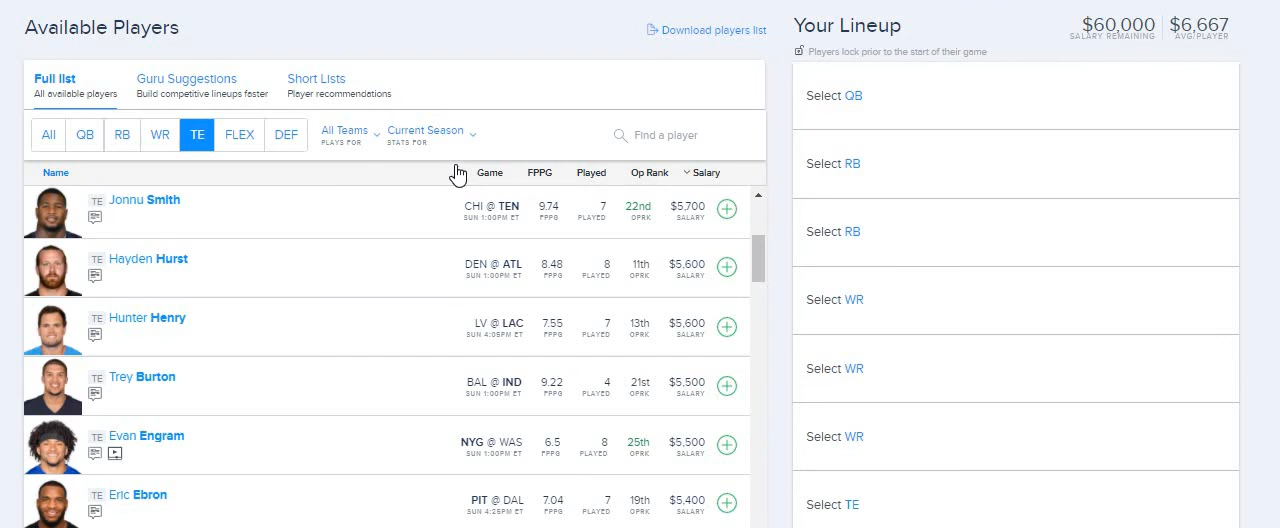 Available Players
Download players list
Full list
All available players
Guru Suggestions
Build competitive lineups faster
Short Lists
Player recommendations
All QB RB WR TE FLEX DEF
All Teams
PLAYS FOR
Current Season
STATS FOR
Find a player
Name Game FPPG Played Op Rank Salary
TE Jonnu Smith CHI @ TEN 9.74 7 22nd $5,700
SUN 1:00PM ET FPPG PLAYED OPRK SALARY
TE Hayden Hurst DEN @ ATL 8.48 8 11th $5,600
SUN 1:00PM ET FPPG PLAYED OPRK SALARY
TE Hunter Henry LV @ LAC 7.55 7 13th $5,600
SUN 4:05PM ET FPPG PLAYED OPRK SALARY
TE Trey Burton BAL @ IND 9.22 4 21st $5,500
SUN 1:00PM ET FPPG PLAYED OPRK SALARY
TE Evan Engram NYG @ WAS 6.5 8 25th $5,500
SUN 1:00PM ET FPPG PLAYED OPRK SALARY
TE Eric Ebron PIT @ DAL 7.04 7 19th $5,400
SUN 4:25PM ET FPPG PLAYED OPRK SALARY
Your Lineup
$60,000
SALARY REMAINING
$6,667
AVG/PLAYER
Players lock prior to the start of their game
Select QB
Select RB
Select RB
Select WR
Select WR
Select WR
Select TE